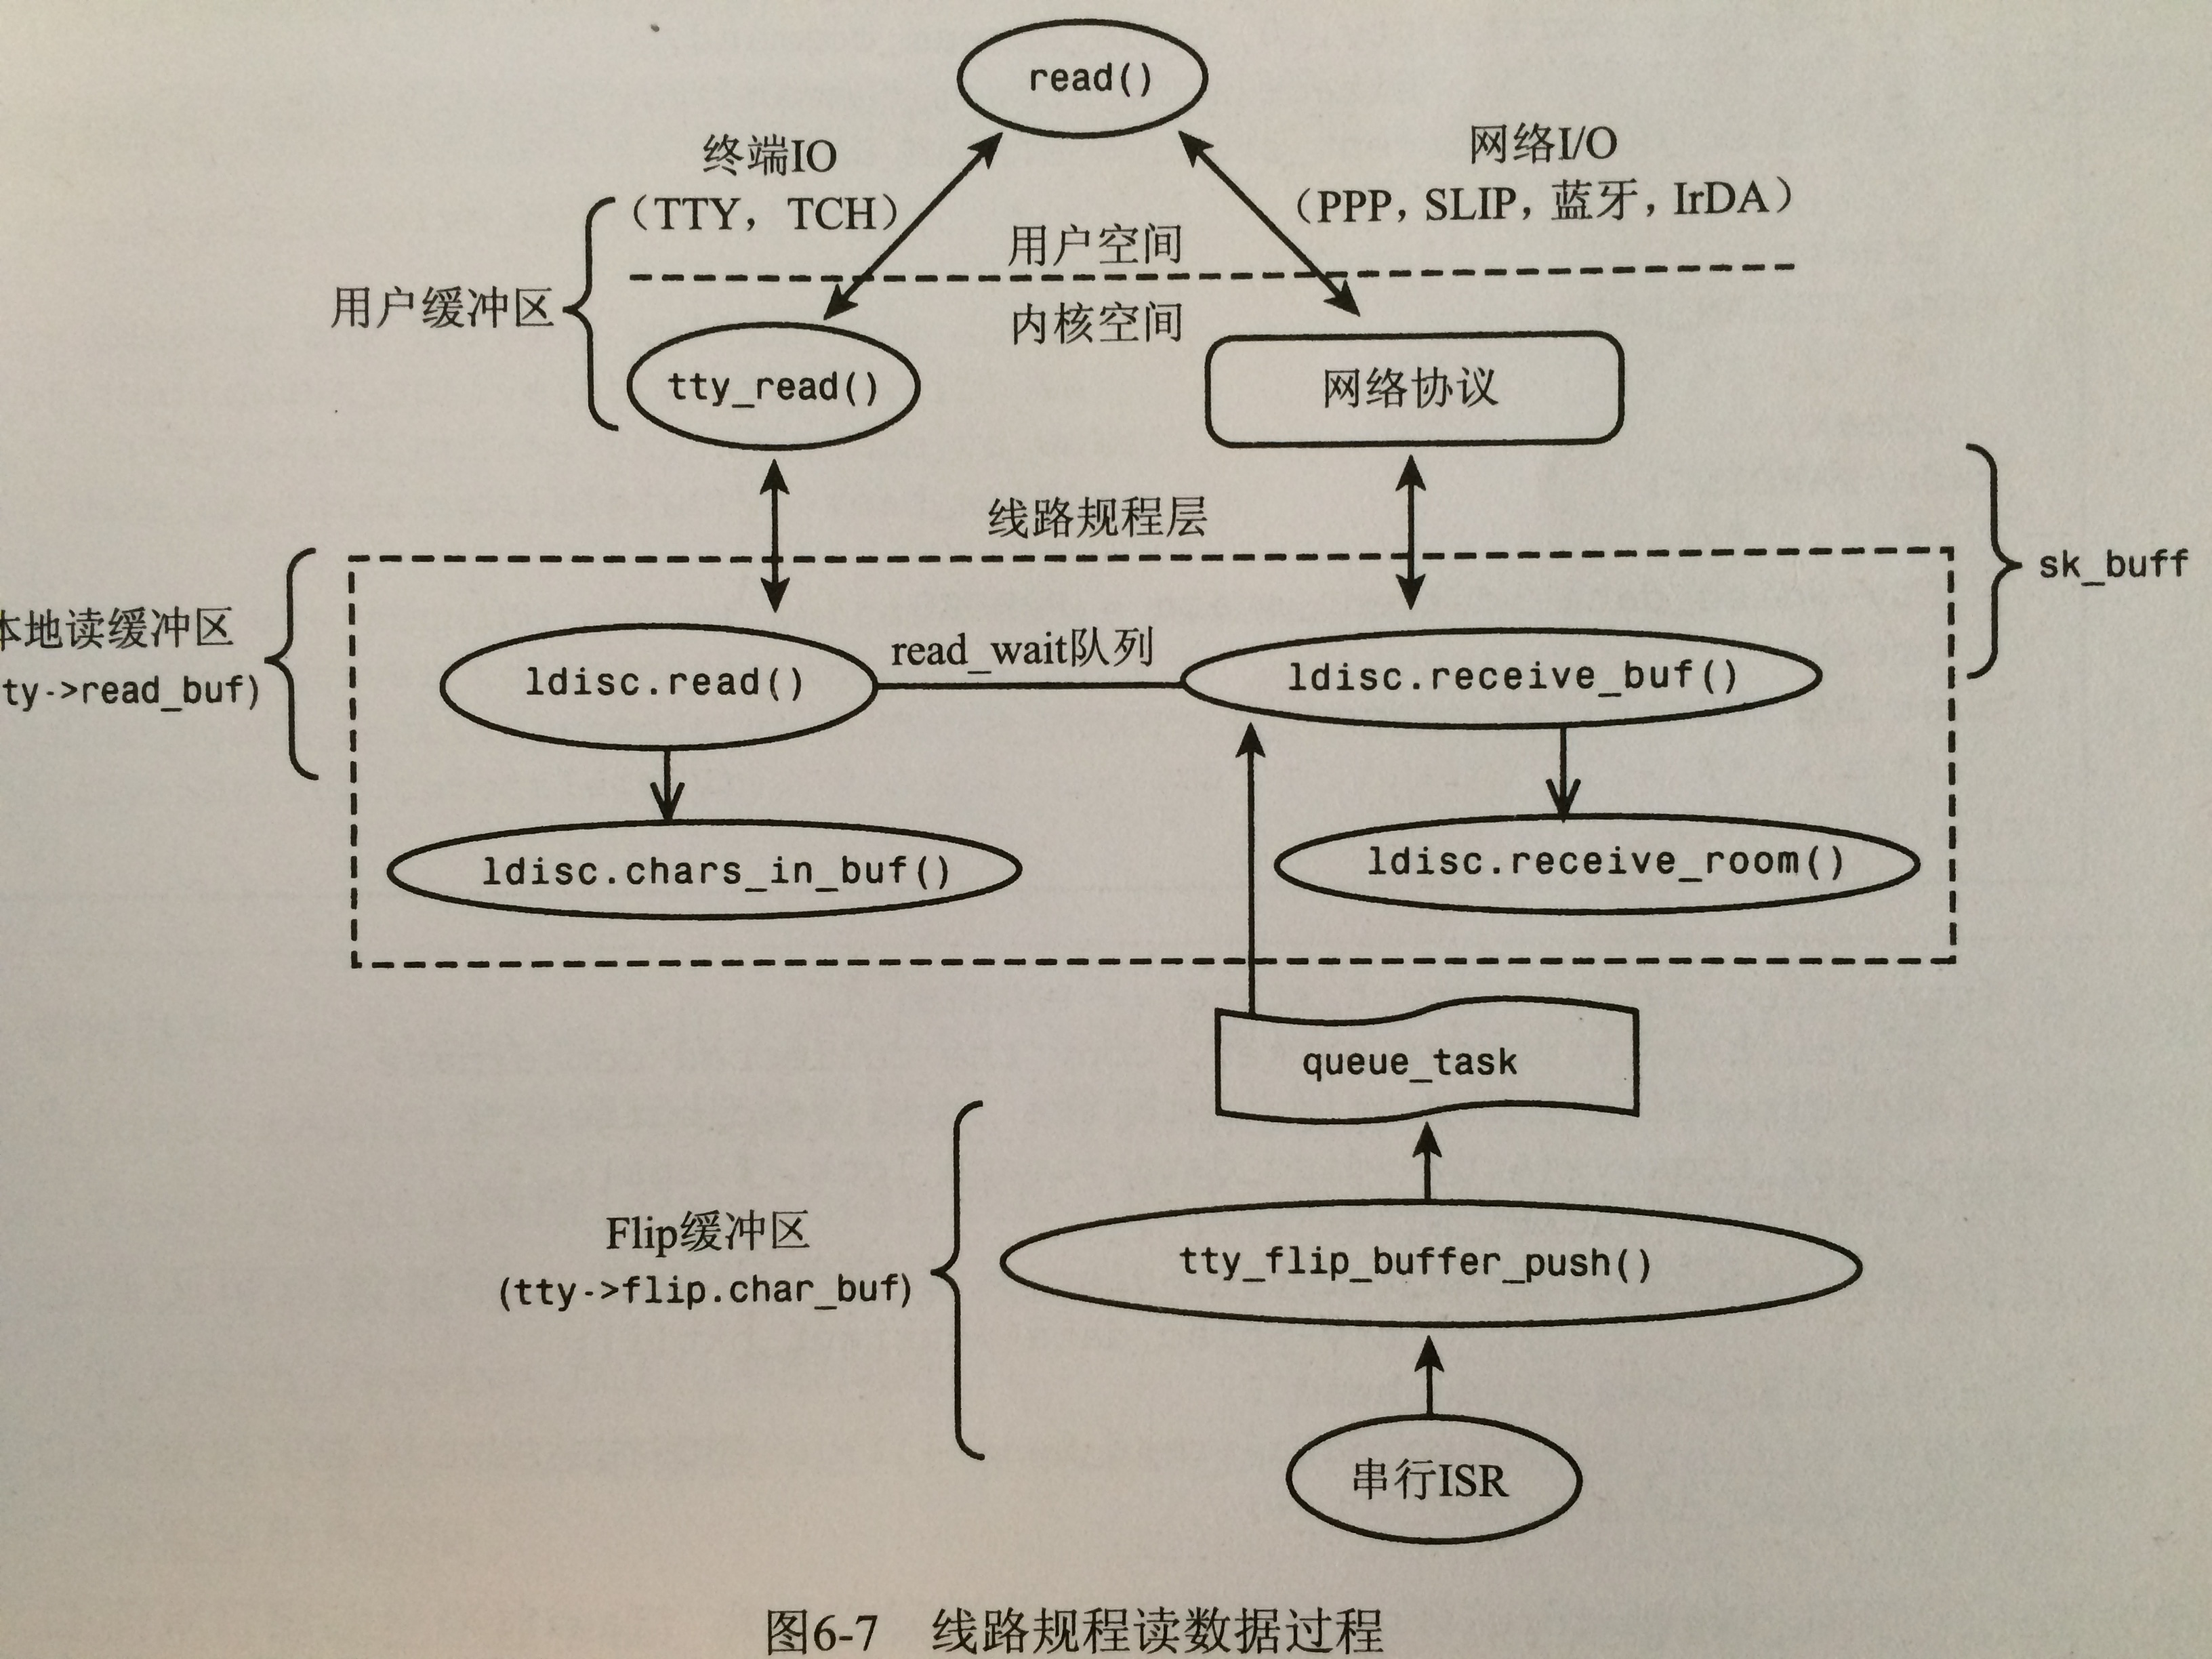 read()
终端IO
（TTY，TCH）
网络I/O
（PPP，SLIP，蓝牙，IrDA）
用户空间
用户缓冲区
内核空间
tty_read()
网络协议
线路规程层
sk_buff
本地读缓冲区
ty->read_buf)
ldisc.read()
read_wait队列
ldisc.receive_buf()
ldisc.chars_in_buf()
ldisc.receive_room()
queue_task
Flip缓冲区
(tty->flip.char_buf)
tty_flip_buffer_push()
串行ISR
图6-7 线路规程读数据过程